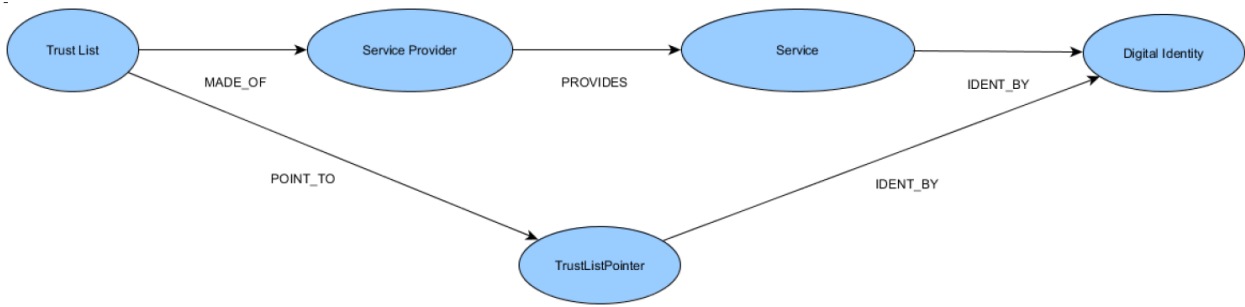 Trust List
Service Provider
Service
Digital Identity
MADE_OF
PROVIDES
IDENT_BY
POINT_TO
IDENT_BY
TrustListPointer